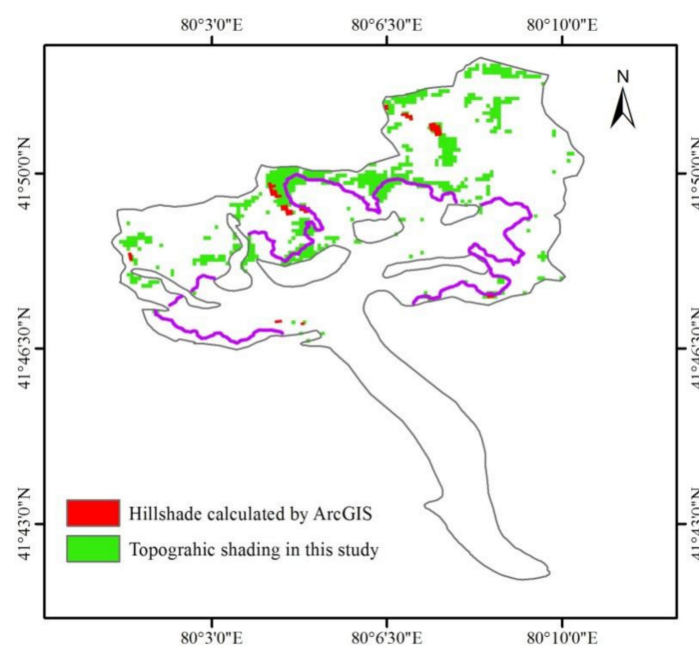 80°3'0"E 80°6'30"E 80°10'0"E
N
41°50'0"N 41°50'0"N
41°46'30"N 41°46'30"N
41°43'0"N 41°43'0"N
Hillshade calculated by ArcGIS
Topograhic shading in this study
80°3'0"E 80°6'30"E 80°10'0"E